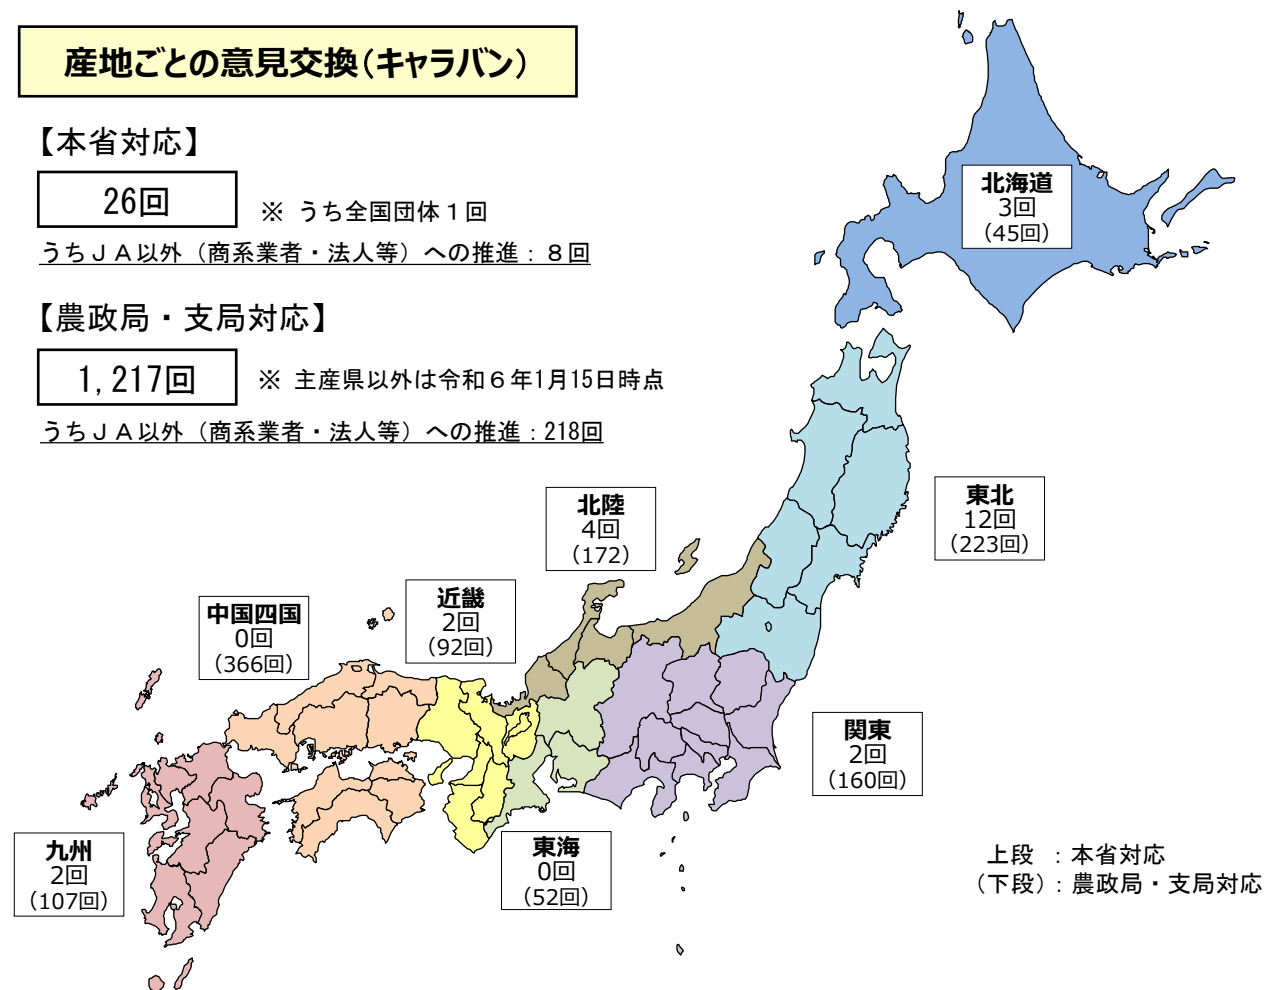 産地ごとの意見交換（キャラバン）
【本省対応】
26回
※ うち全国団体１回
うちＪＡ以外（商系業者・法人等）への推進：８回
【農政局・支局対応】
1,217回
※ 主産県以外は令和６年1月15日時点
うちＪＡ以外（商系業者・法人等）への推進：218回
北海道
3回
（45回）
東北
12回
（223回）
北陸
4回
（172）
近畿
2回
（92回）
中国四国
0回
（366回）
関東
2回
（160回）
東海
0回
（52回）
九州
2回
（107回）
上段 ：本省対応
（下段）：農政局・支局対応